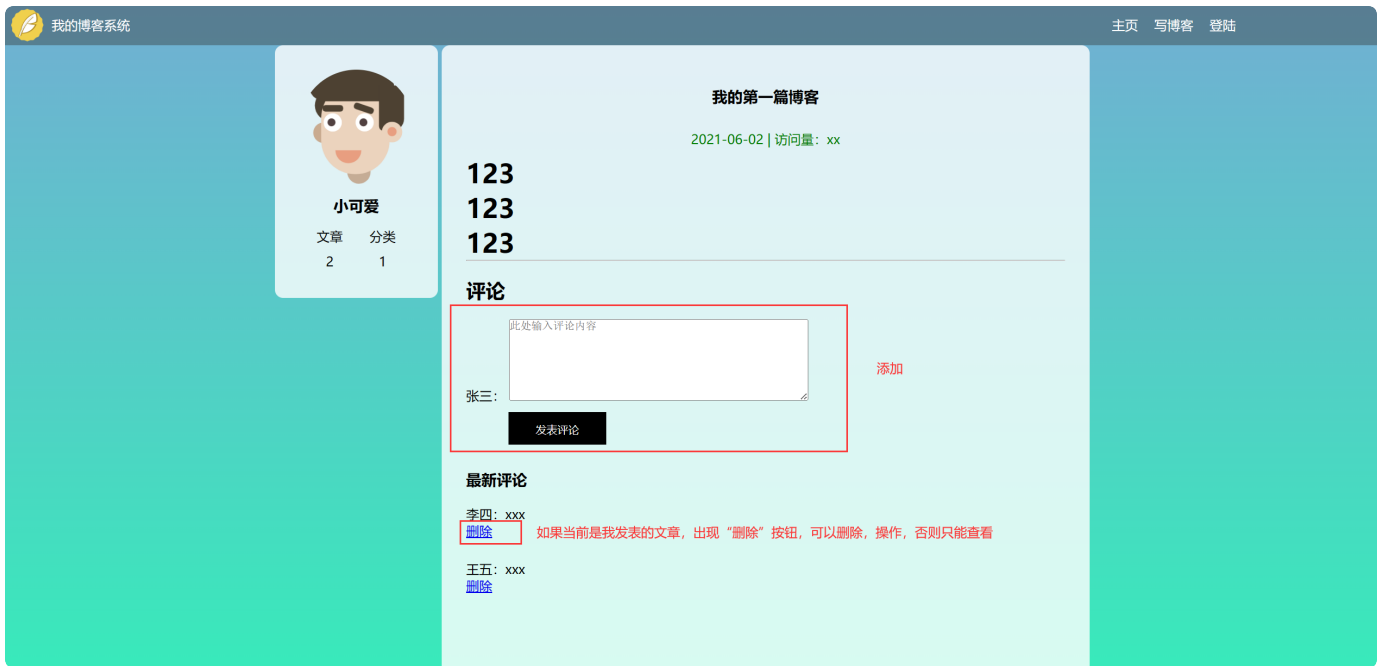 我的博客系统
主页 写博客 登陆
小可爱
文章 分类
2 1
我的第一篇博客
2021-06-02 | 访问量：xx
123
123
123
评论
此处输入评论内容
张三：
添加
发表评论
最新评论
李四：xxx
删除
如果当前是我发表的文章，出现“删除”按钮，可以删除，操作，否则只能查看
王五：xxx
删除